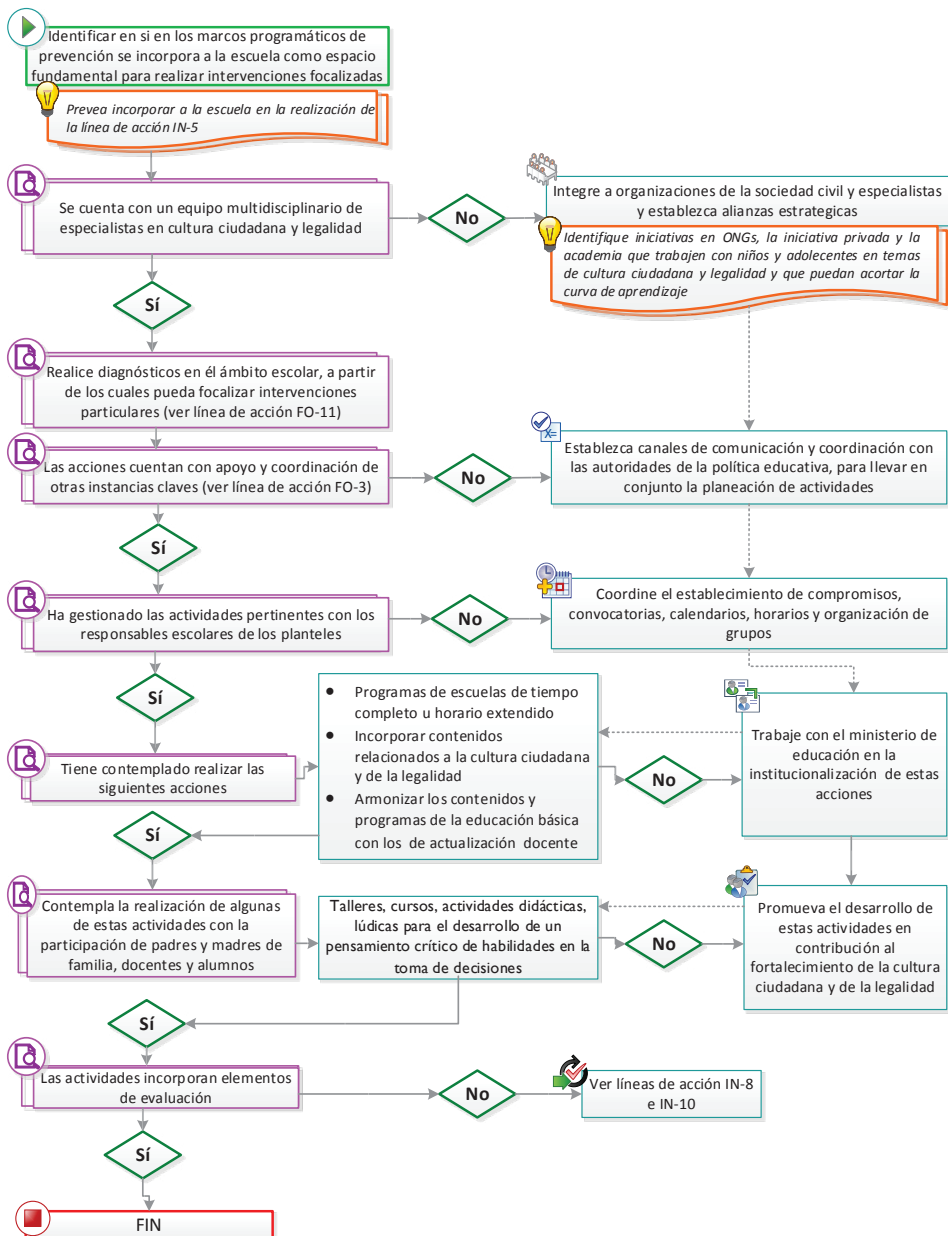 Identificar en si en los marcos programáticos de
prevención se incorpora a la escuela como espacio
fundamental para realizar intervenciones focalizadas
Prevea incorporar a la escuela en la realización de
la línea de acción IN-5
Se cuenta con un equipo multidisciplinario de
especialistas en cultura ciudadana y legalidad
No
Integre a organizaciones de la sociedad civil y especialistas
y establezca alianzas estrategicas
Identifique iniciativas en ONGs, la iniciativa privada y la
academia que trabajen con niños y adolecentes en temas
de cultura ciudadana y legalidad y que puedan acortar la
curva de aprendizaje
Sí
Realice diagnósticos en él ámbito escolar, a partir
de los cuales pueda focalizar intervenciones
particulares (ver línea de acción FO-11)
Las acciones cuentan con apoyo y coordinación de
otras instancias claves (ver línea de acción FO-3)
No
Establezca canales de comunicación y coordinación con
las autoridades de la política educativa, para llevar en
conjunto la planeación de actividades
Sí
Ha gestionado las actividades pertinentes con los
responsables escolares de los planteles
No
Coordine el establecimiento de compromisos,
convocatorias, calendarios, horarios y organización de
grupos
Sí
Tiene contemplado realizar las
siguientes acciones
• Programas de escuelas de tiempo
completo u horario extendido
• Incorporar contenidos
relacionados a la cultura ciudadana
y de la legalidad
• Armonizar los contenidos y
programas de la educación básica
con los de actualización docente
No
Trabaje con el ministerio de
educación en la
institucionalización de estas
acciones
Sí
Contempla la realización de algunas
de estas actividades con la
participación de padres y madres de
familia, docentes y alumnos
Talleres, cursos, actividades didácticas,
lúdicas para el desarrollo de un
pensamiento crítico de habilidades en la
toma de decisiones
No
Promueva el desarrollo de
estas actividades en
contribución al
fortalecimiento de la cultura
ciudadana y de la legalidad
Sí
Las actividades incorporan elementos
de evaluación
No
Ver líneas de acción IN-8
e IN-10
Sí
FIN